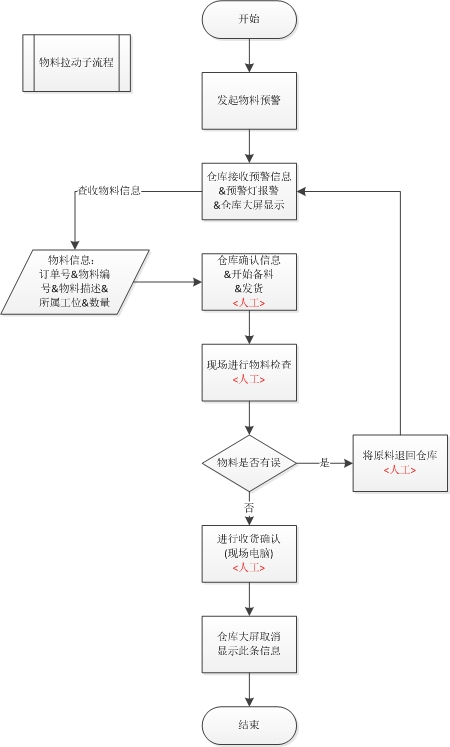 开始
物料拉动子流程
发起物料预警
仓库接收预警信息
&预警灯报警
&仓库大屏显示
查收物料信息
物料信息：
订单号&物料编
号&物料描述&
所属工位&数量
仓库确认信息
&开始备料
&发货
<人工>
现场进行物料检查
<人工>
物料是否有误
是
将原料退回仓库
<人工>
否
进行收货确认
(现场电脑)
<人工>
仓库大屏取消
显示此条信息
结束